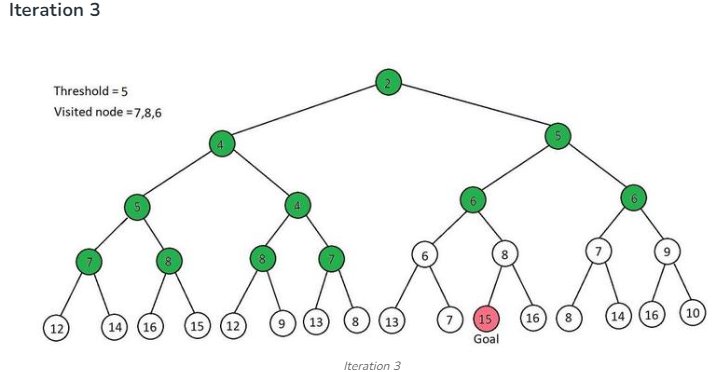 Iteration 3
Threshold = 5
Visited node =7,8,6
2
4 5
5 4 6 6
7 8 8 7 6 8 7 9
12 14 16 15 12 9 13 8 13 7 15 16 8 14 16 10
Goal
Iteration 3